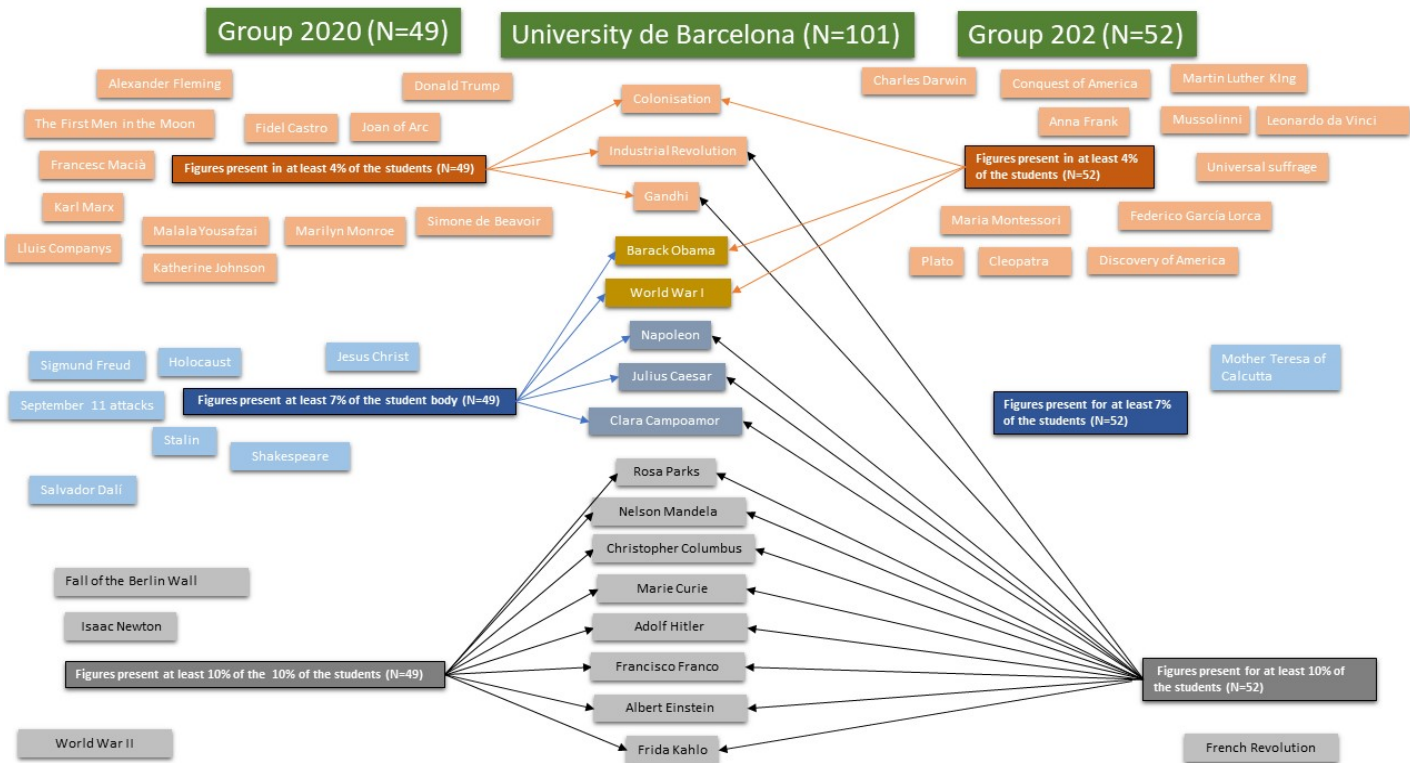 Group 2020 (N=49)
University de Barcelona (N=101)
Group 202 (N=52)
Alexander Fleming
Donald Trump
The First Men in the Moon
Fidel Castro
Joan of Arc
Francesc Macià
Figures present in at least 4% of the students (N=49)
Karl Marx
Lluis Companys
Malala Yousafzai
Marilyn Monroe
Simone de Beavoir
Katherine Johnson
Sigmund Freud
Holocaust
Jesus Christ
September 11 attacks
Figures present at least 7% of the student body (N=49)
Stalin
Shakespeare
Salvador Dalí
Fall of the Berlin Wall
Isaac Newton
Figures present at least 10% of the 10% of the students (N=49)
World War II
Colonisation
Industrial Revolution
Gandhi
Barack Obama
World War I
Napoleon
Julius Caesar
Clara Campoamor
Rosa Parks
Nelson Mandela
Christopher Columbus
Marie Curie
Adolf Hitler
Francisco Franco
Albert Einstein
Frida Kahlo
Charles Darwin
Conquest of America
Martin Luther KIng
Anna Frank
Mussolinni
Leonardo da Vinci
Figures present in at least 4%
of the students (N=52)
Universal suffrage
Maria Montessori
Federico García Lorca
Plato
Cleopatra
Discovery of America
Mother Teresa of
Calcutta
Figures present for at least 7%
of the students (N=52)
Figures present for at least 10% of
the students (N=52)
French Revolution